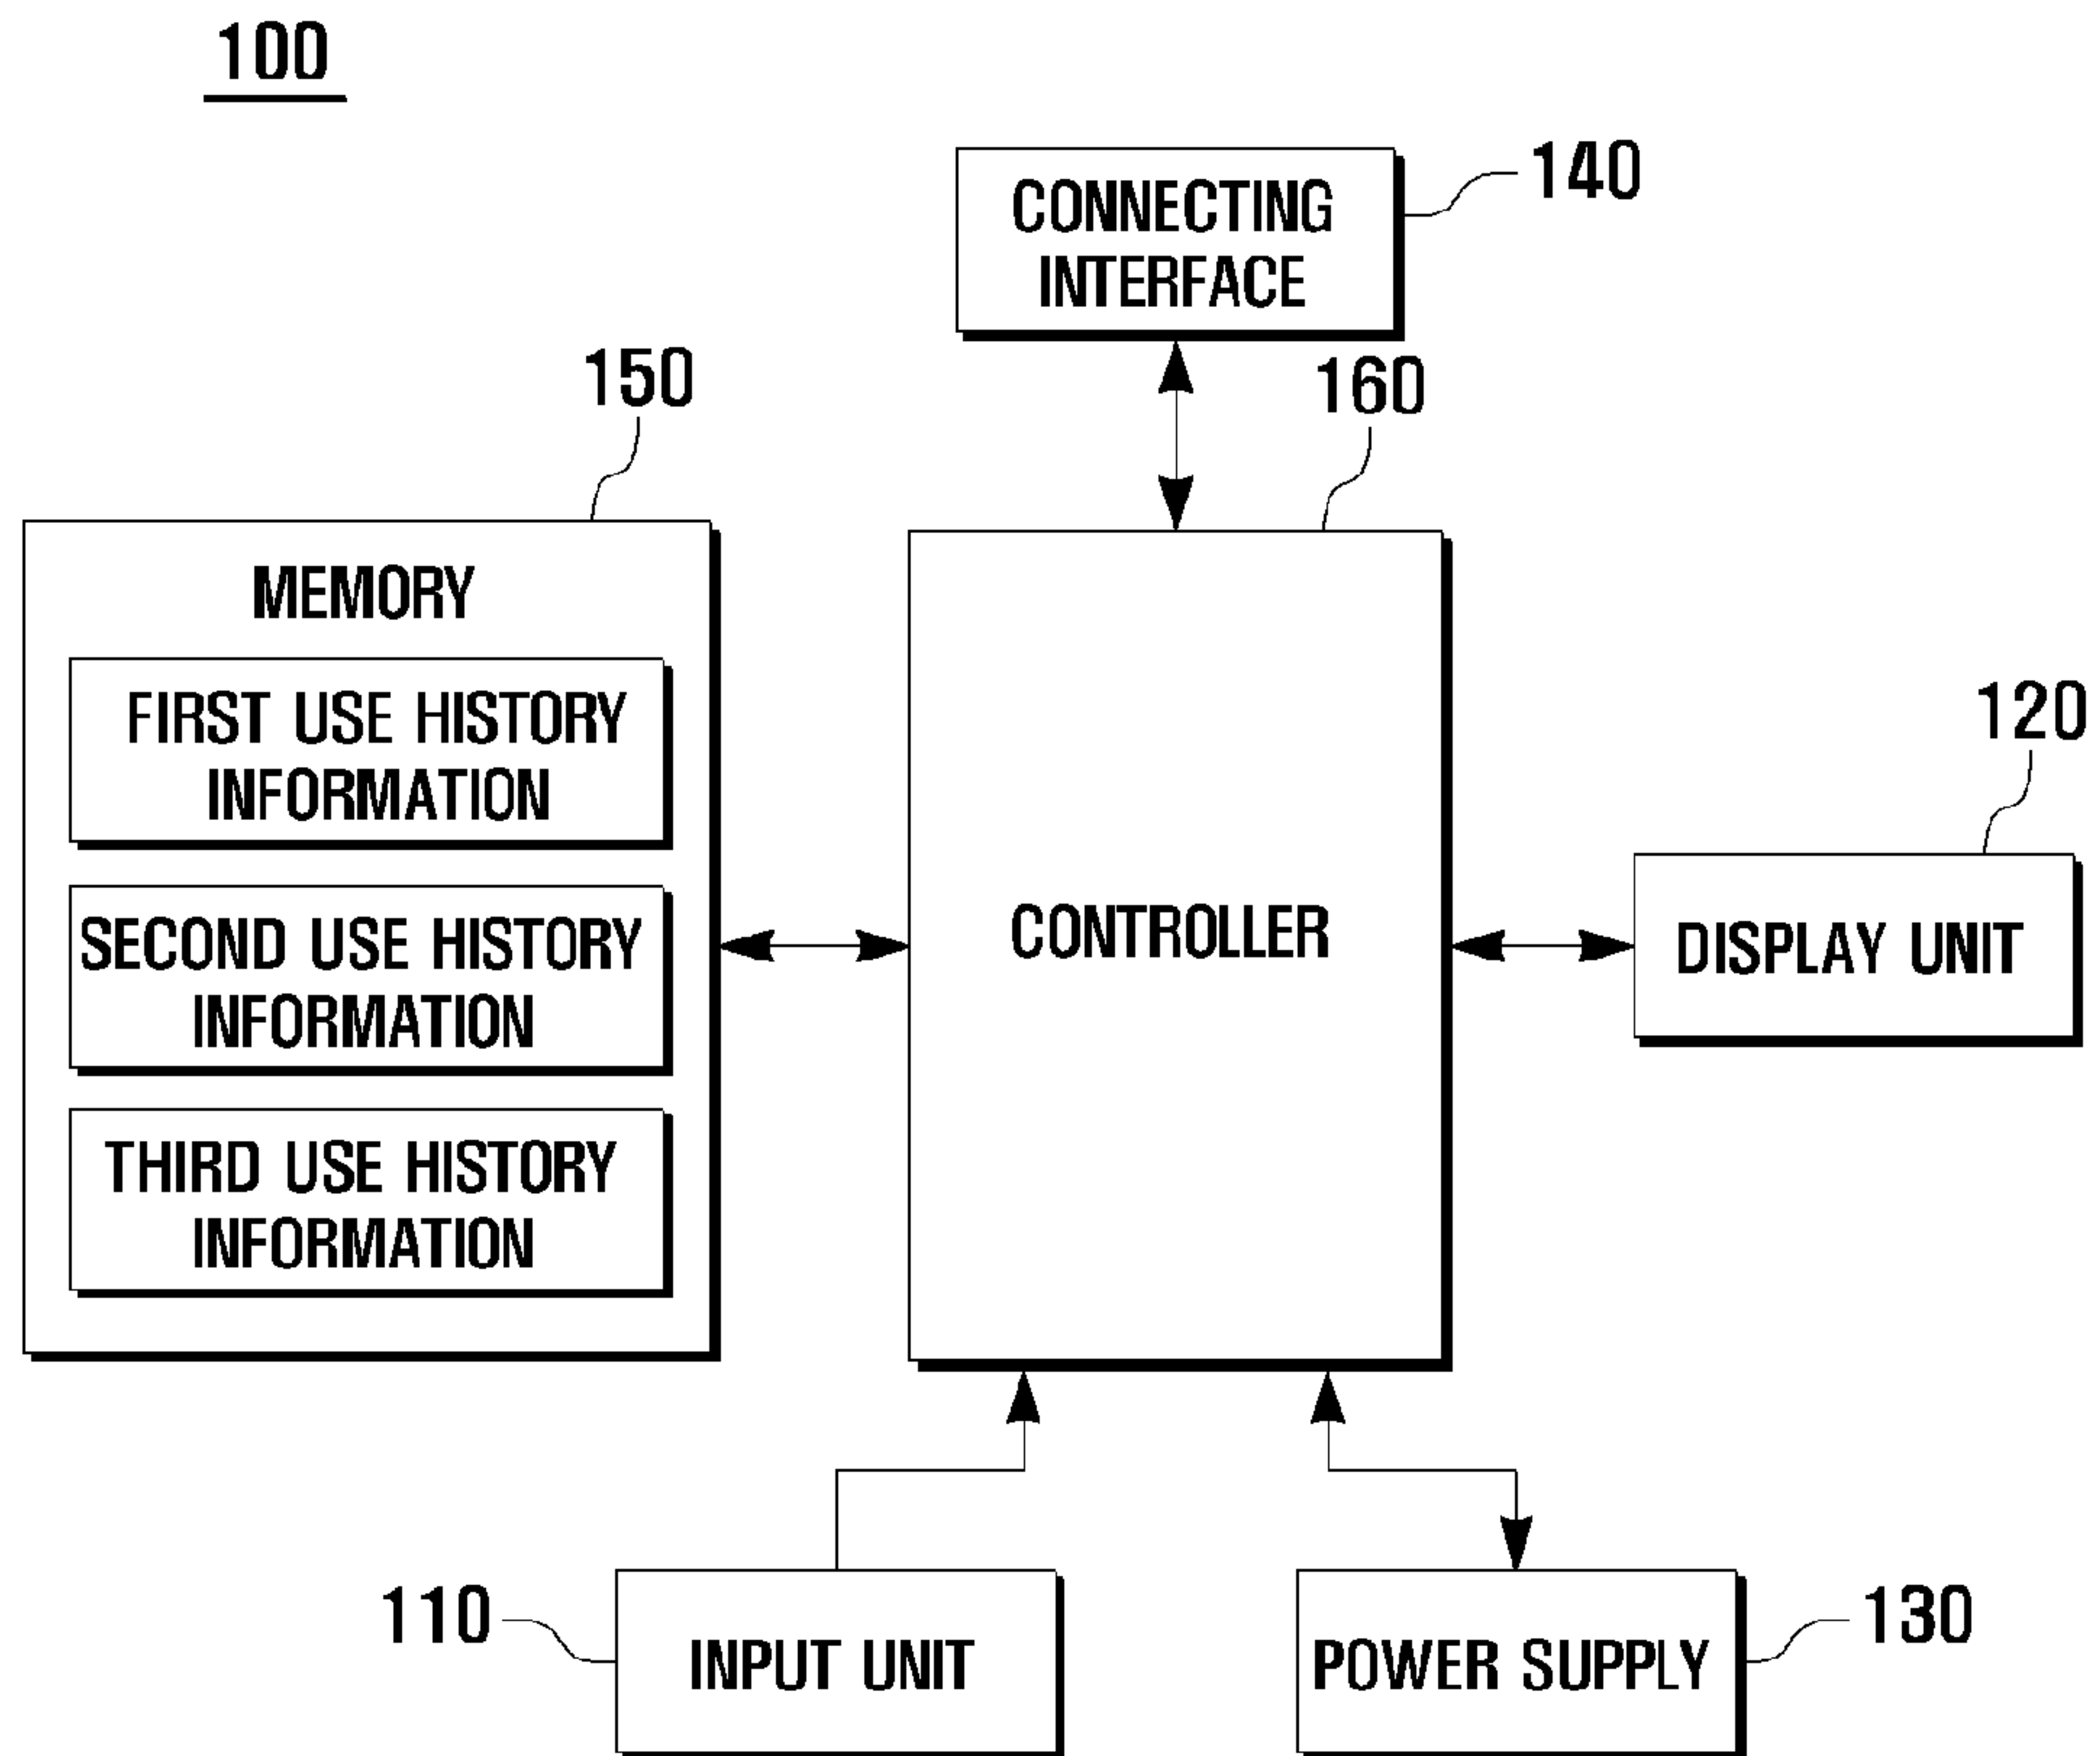 100
CONNECTING
INTERFACE
140
150
160
MEMORY
FIRST USE HISTORY
INFORMATION
SECOND USE HISTORY
INFORMATION
THIRD USE HISTORY
INFORMATION
CONTROLLER
120
DISPLAY UNIT
110
INPUT UNIT
POWER SUPPLY
130